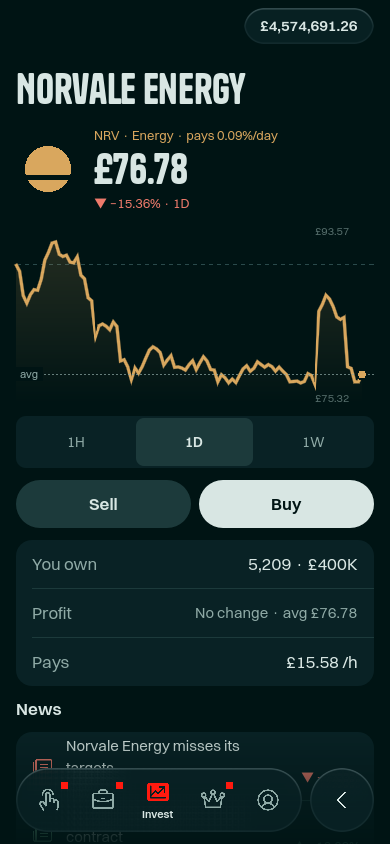 £4,574,691.26
NORVALE ENERGY
NRV · Energy · pays 0.09%/day
£76.78
▼ −15.36% · 1D
£93.57
avg
£75.32
1H 1D 1W
Sell Buy
You own 5,209 · £400K
Profit No change · avg £76.78
Pays £15.58 /h
News
Norvale Energy misses its
targets
Invest
contract